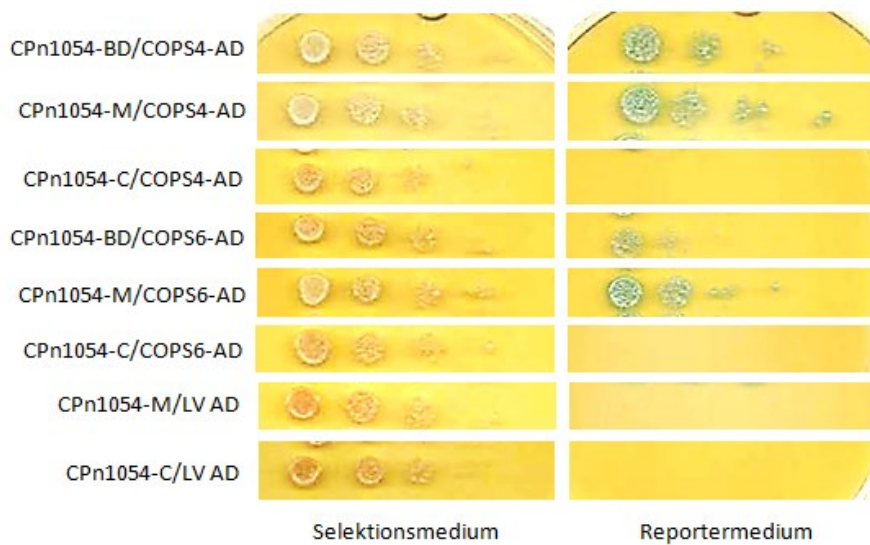 CPn1054-BD/COPS4-AD
CPn1054-M/COPS4-AD
CPn1054-C/COPS4-AD
CPn1054-BD/COPS6-AD
CPn1054-M/COPS6-AD
CPn1054-C/COPS6-AD
CPn1054-M/LV AD
CPn1054-C/LV AD
Selektionsmedium Reportermedium